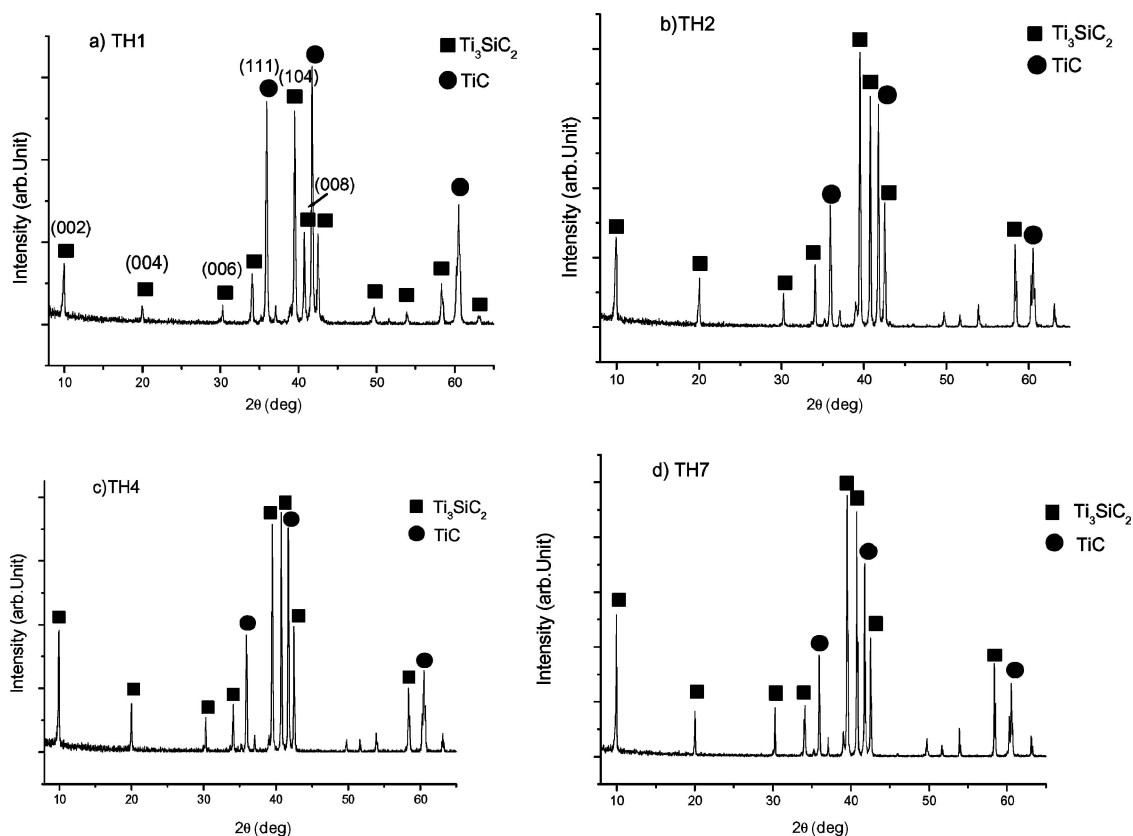 a) TH1
■ Ti₃SiC₂
● TiC
(111)
(104)
(008)
(002)
(004)
(006)
Intensity (arb.Unit)
10 20 30 40 50 60
2θ (deg)
b)TH2
■ Ti₃SiC₂
● TiC
Intensity (arb.Unit)
10 20 30 40 50 60
2θ (deg)
c)TH4
■ Ti₃SiC₂
● TiC
Intensity (arb.Unit)
10 20 30 40 50 60
2θ (deg)
d) TH7
■ Ti₃SiC₂
● TiC
Intensity (arb.Unit)
10 20 30 40 50 60
2θ (deg)